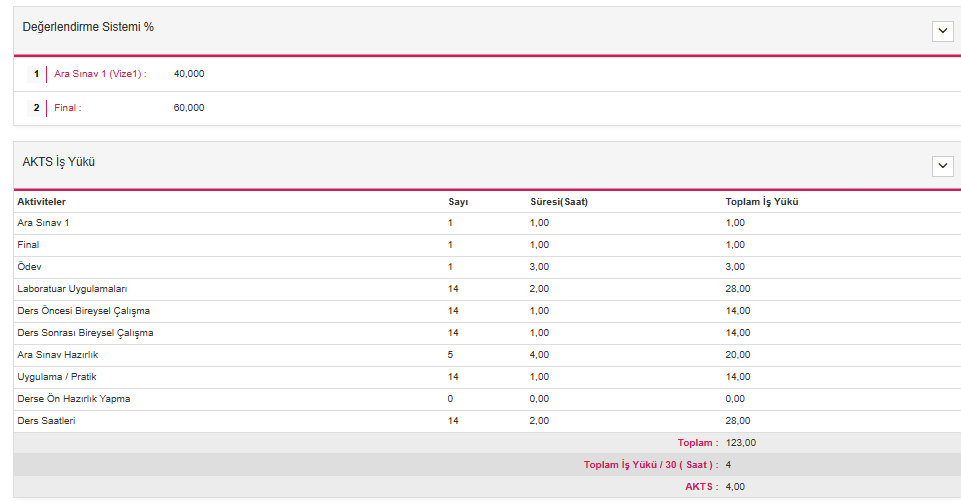 Değerlendirme Sistemi %
1 Ara Sınav 1 (Vize1) : 40,000
2 Final : 60,000
AKTS İş Yükü
Aktiviteler Sayı Süresi(Saat) Toplam İş Yükü
Ara Sınav 1 1 1,00 1,00
Final 1 1,00 1,00
Ödev 1 3,00 3,00
Laboratuar Uygulamaları 14 2,00 28,00
Ders Öncesi Bireysel Çalışma 14 1,00 14,00
Ders Sonrası Bireysel Çalışma 14 1,00 14,00
Ara Sınav Hazırlık 5 4,00 20,00
Uygulama / Pratik 14 1,00 14,00
Derse Ön Hazırlık Yapma 0 0,00 0,00
Ders Saatleri 14 2,00 28,00
Toplam : 123,00
Toplam İş Yükü / 30 ( Saat ) : 4
AKTS : 4,00